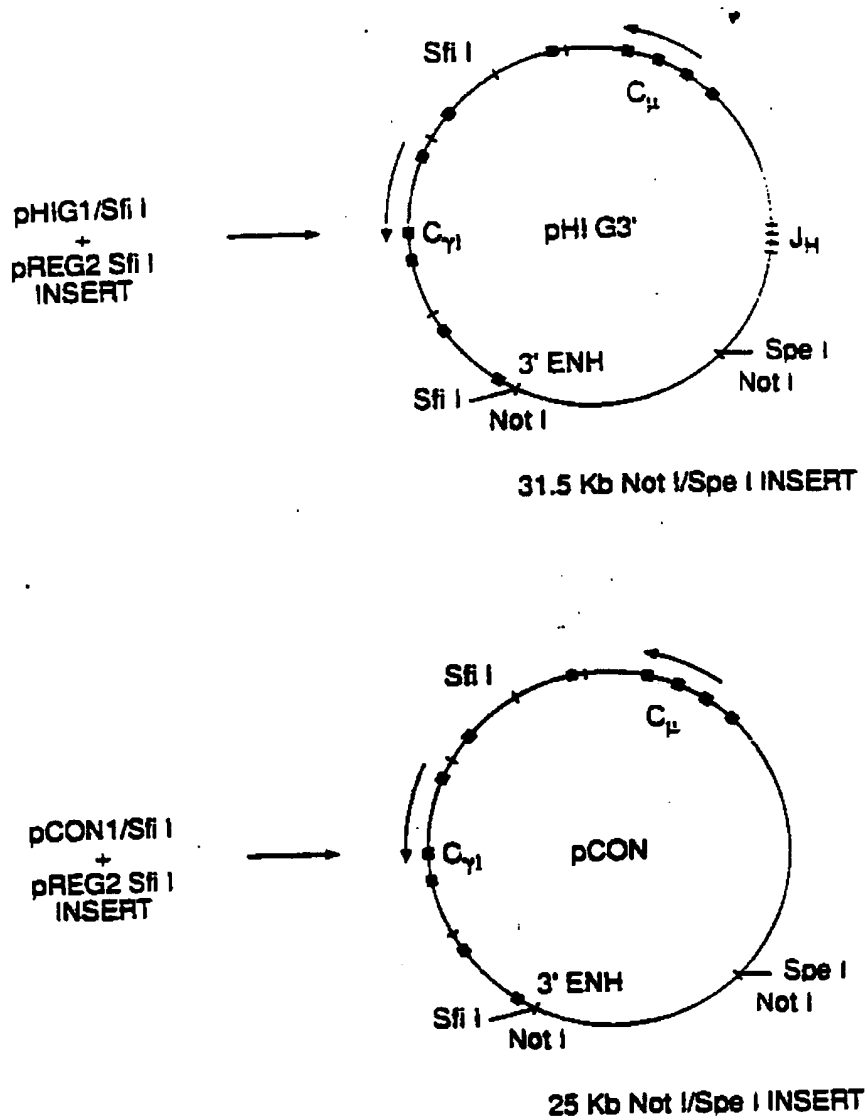 Sfi I
Cμ
pHIG1/Sfi I
+
pREG2 Sfi I
INSERT
Cγ1
pHI G3'
JH
3' ENH
Spe I
Not I
Sfi I
Not I
31.5 Kb Not I/Spe I INSERT
Sfi I
Cμ
pCON1/Sfi I
+
pREG2 Sfi I
INSERT
Cγ1
pCON
3' ENH
Spe I
Not I
Sfi I
Not I
25 Kb Not I/Spe I INSERT